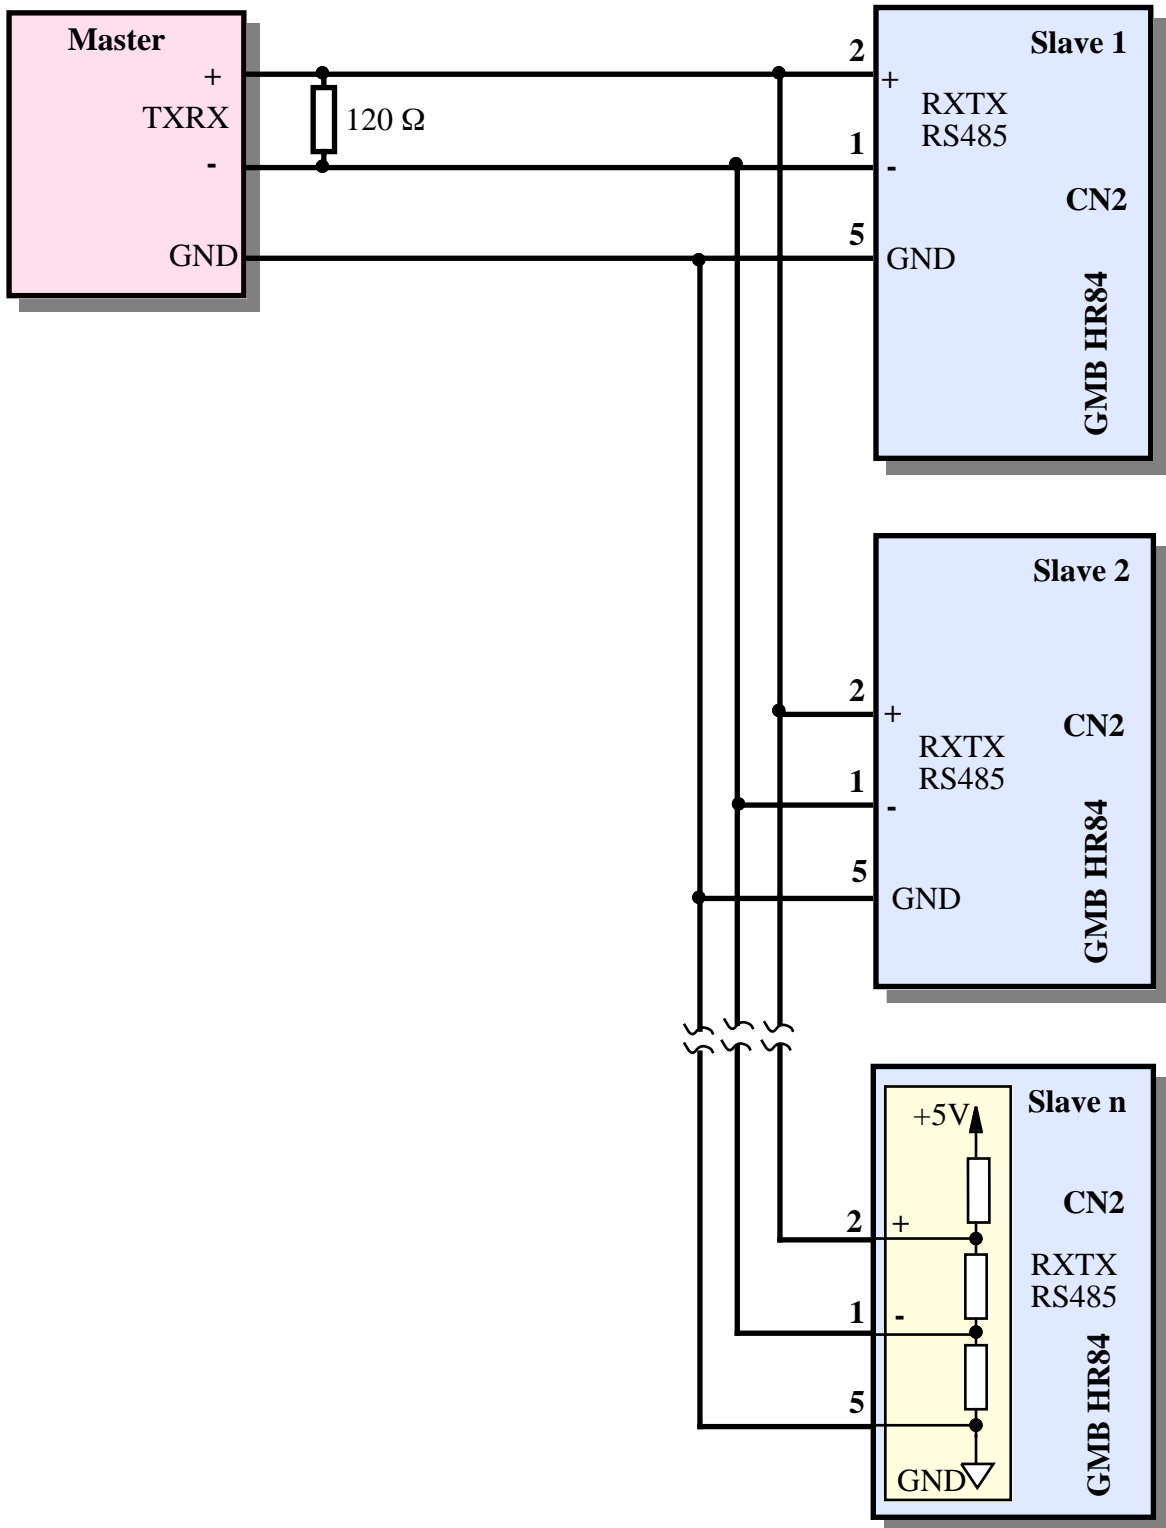 Master
+
TXRX
-
GND
120 Ω
2
1
5
Slave 1
+
RXTX
RS485
-
CN2
GND
GMB HR84
2
1
5
Slave 2
+
CN2
RXTX
RS485
-
GND
GMB HR84
2
1
5
Slave n
+5V
CN2
+
RXTX
RS485
-
GMB HR84
GND